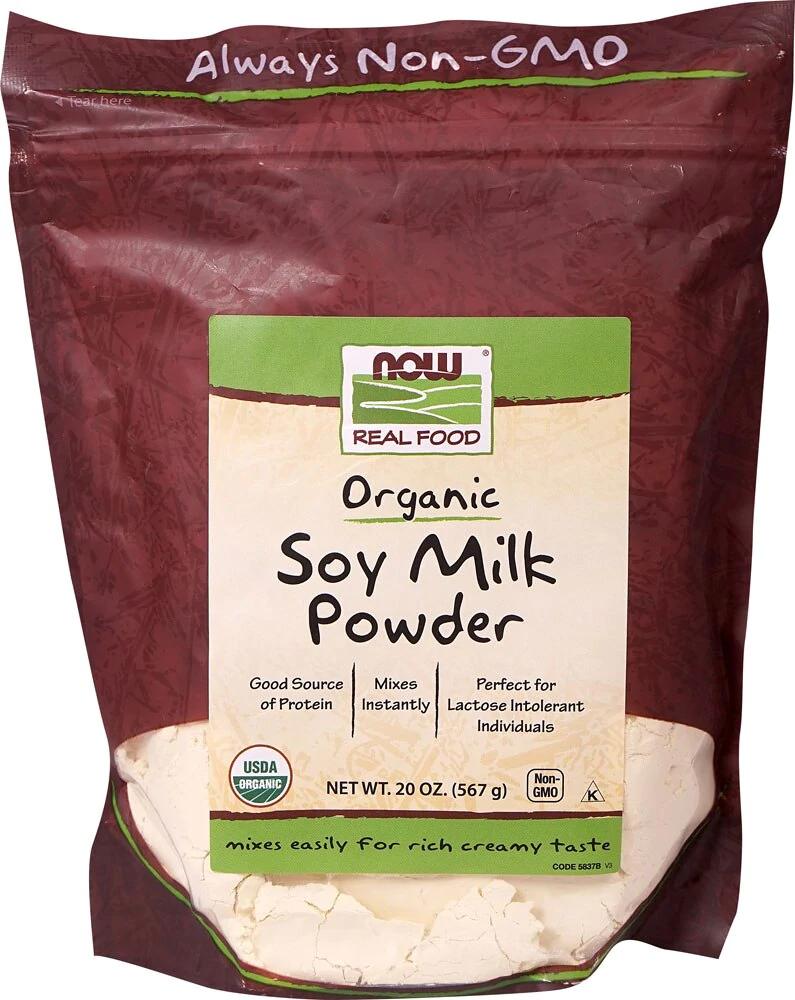 Always Non-GMO
Tear here
NOW®
REAL FOOD
Organic
Soy Milk
Powder
Good Source
of Protein
Mixes
Instantly
Perfect for
Lactose Intolerant
Individuals
USDA
ORGANIC
NET WT. 20 OZ. (567 g)
Non-
GMO
K
mixes easily for rich creamy taste
CODE 5837B V3